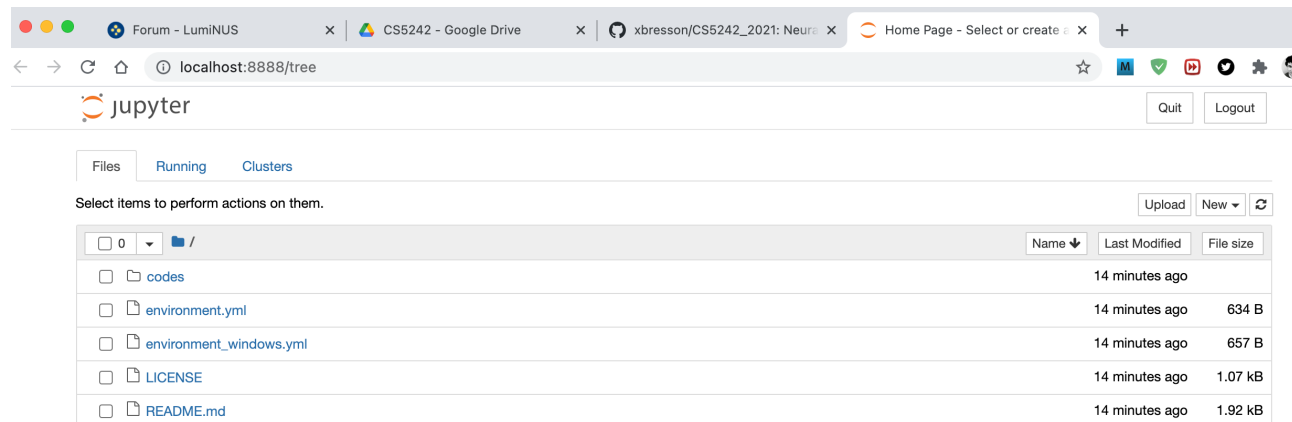 Forum - LumiNUS CS5242 - Google Drive xbresson/CS5242_2021: Neura Home Page - Select or create a
localhost:8888/tree M
jupyter Quit Logout
Files Running Clusters
Select items to perform actions on them. Upload New
0 / Name Last Modified File size
codes 14 minutes ago
environment.yml 14 minutes ago 634 B
environment_windows.yml 14 minutes ago 657 B
LICENSE 14 minutes ago 1.07 kB
README.md 14 minutes ago 1.92 kB